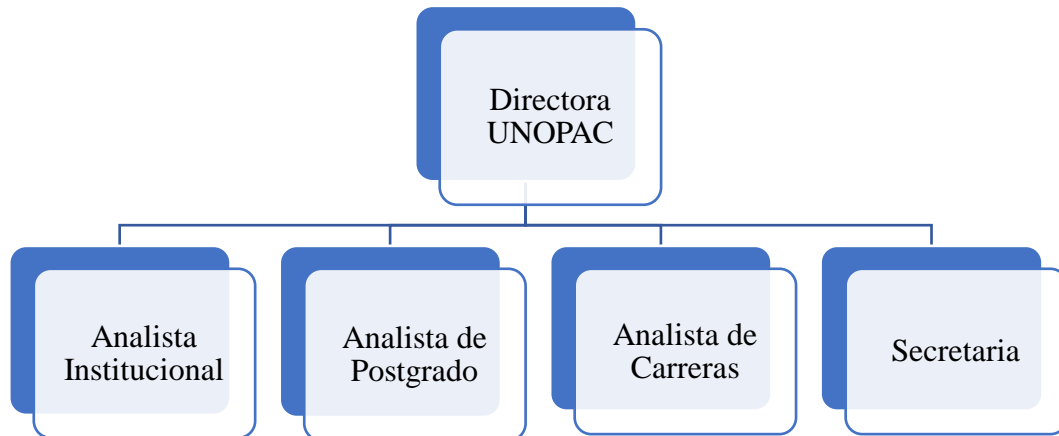 Directora
UNOPAC
Analista
Institucional
Analista de
Postgrado
Analista de
Carreras
Secretaria